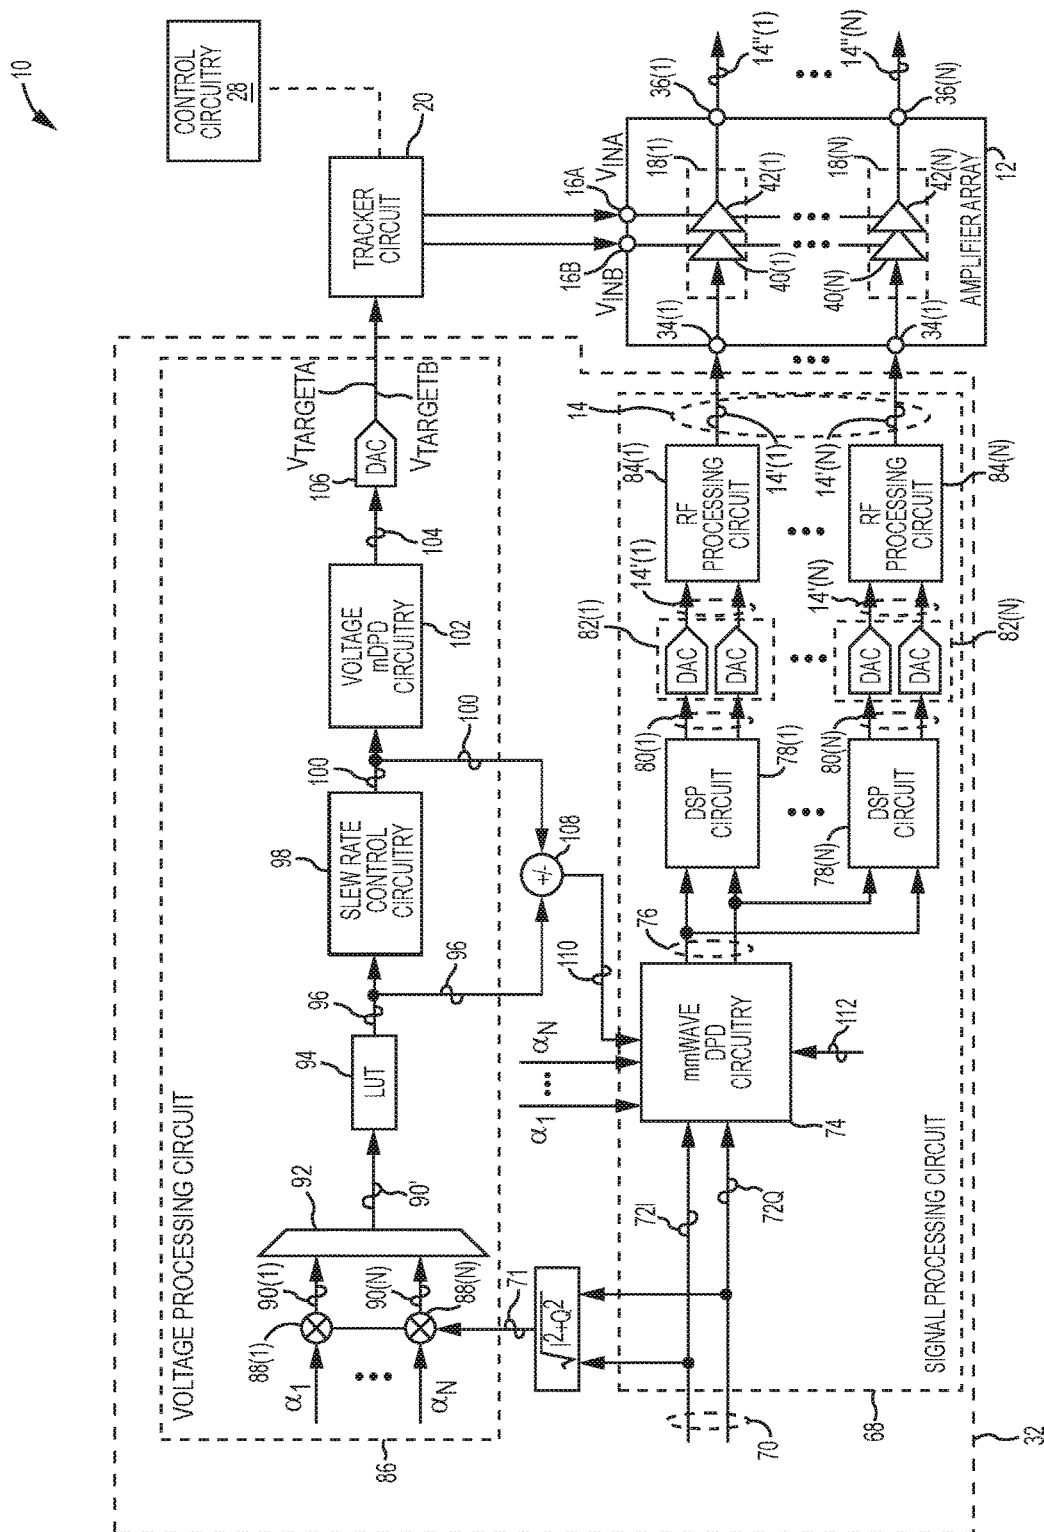 10
CONTROL
CIRCUITRY
28
20
TRACKER
CIRCUIT
16A
VINA
16B
VINB
36(1)
14"(1)
36(N)
14"(N)
18(1)
42(1)
40(1)
18(N)
42(N)
40(N)
34(1)
34(1)
AMPLIFIER ARRAY
12
VOLTAGE PROCESSING CIRCUIT
86
α1
αN
88(1)
88(N)
90(1)
90(N)
92
90'
94
LUT
96
96
98
SLEW RATE
CONTROL
CIRCUITRY
100
100
VOLTAGE
mDPD
CIRCUITRY
102
104
106
DAC
VTARGETA
VTARGETB
+/-
108
110
71
√I²+Q²
α1
αN
SIGNAL PROCESSING CIRCUIT
68
70
72I
72Q
mmWAVE
DPD
CIRCUITRY
74
112
76
DSP
CIRCUIT
78(1)
DSP
CIRCUIT
78(N)
80(1)
80(N)
82(1)
DAC
DAC
DAC
DAC
82(N)
14'(1)
14'(N)
84(1)
RF
PROCESSING
CIRCUIT
RF
PROCESSING
CIRCUIT
84(N)
14
14'(1)
14'(N)
32